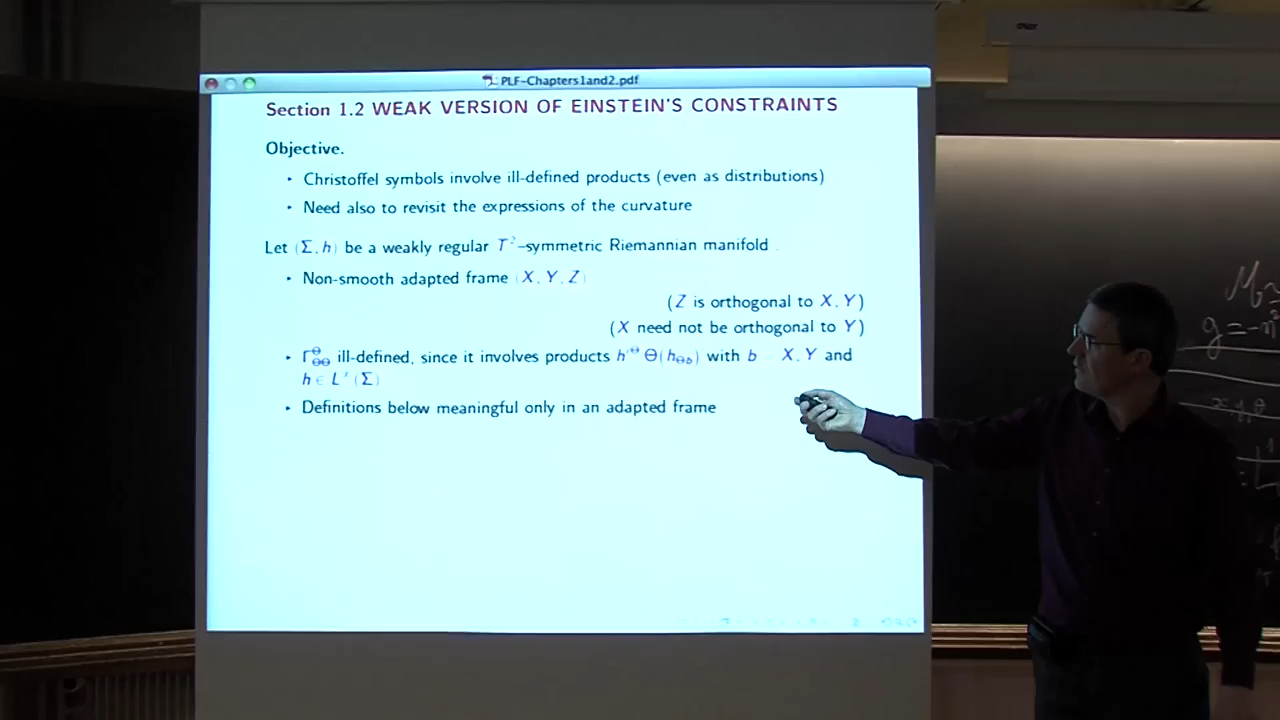 PLF-Chapters1and2.pdf
Section 1.2 WEAK VERSION OF EINSTEIN'S CONSTRAINTS
Objective.
• Christoffel symbols involve ill-defined products (even as distributions)
• Need also to revisit the expressions of the curvature
Let (Σ, h) be a weakly regular T²–symmetric Riemannian manifold
• Non-smooth adapted frame (X, Y, Z)
(Z is orthogonal to X, Y)
(X need not be orthogonal to Y)
• Γ^Θ_ΘΘ ill-defined, since it involves products Θ(h_Θb) with b X, Y and
h ∈ (Σ)
• Definitions below meaningful only in an adapted frame
g = -n²
x, y, θ